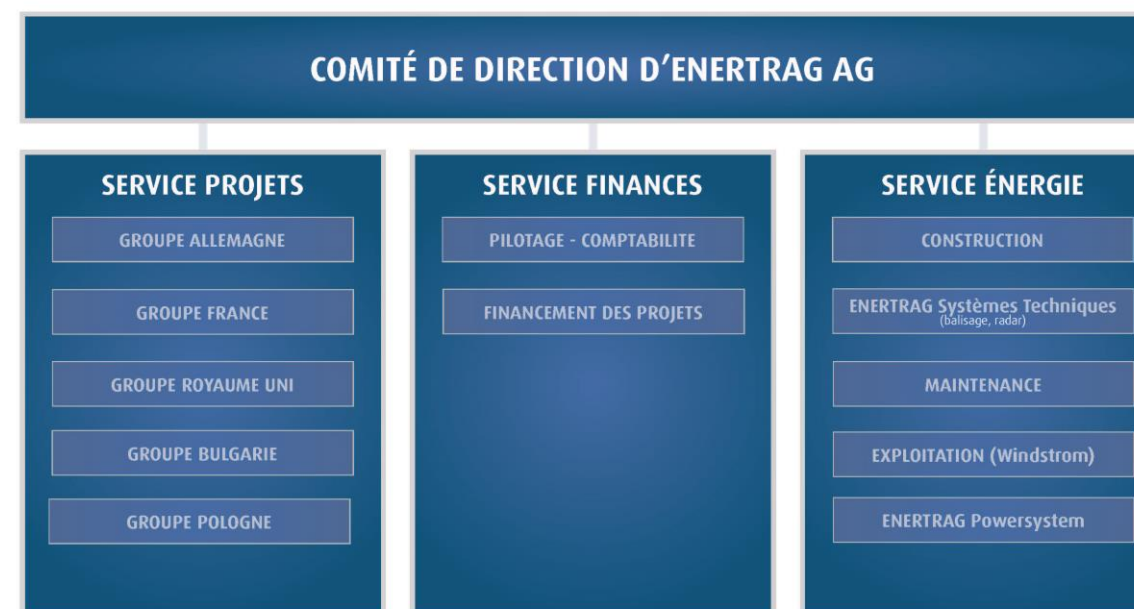 COMITÉ DE DIRECTION D'ENERTRAG AG
SERVICE PROJETS
GROUPE ALLEMAGNE
GROUPE FRANCE
GROUPE ROYAUME UNI
GROUPE BULGARIE
GROUPE POLOGNE
SERVICE FINANCES
PILOTAGE - COMPTABILITE
FINANCEMENT DES PROJETS
SERVICE ÉNERGIE
CONSTRUCTION
ENERTRAG Systèmes Techniques
(balisage, radar)
MAINTENANCE
EXPLOITATION (Windstrom)
ENERTRAG Powersystem